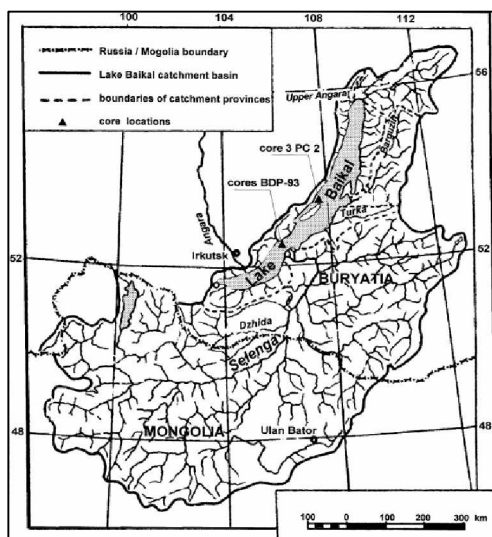 100 104 108 112
Russia / Mogolia boundary
Lake Baikal catchment basin
boundaries of catchment provinces
core locations
56
Upper Angara
Barguzin
core 3 PC 2
Baikal
cores BDP-93
Turka
Angara
Irkutsk
52
52
Lake
BURYATIA
Dzhida
Selenga
48
MONGOLIA
Ulan Bator
48
100 0 100 200 300
km